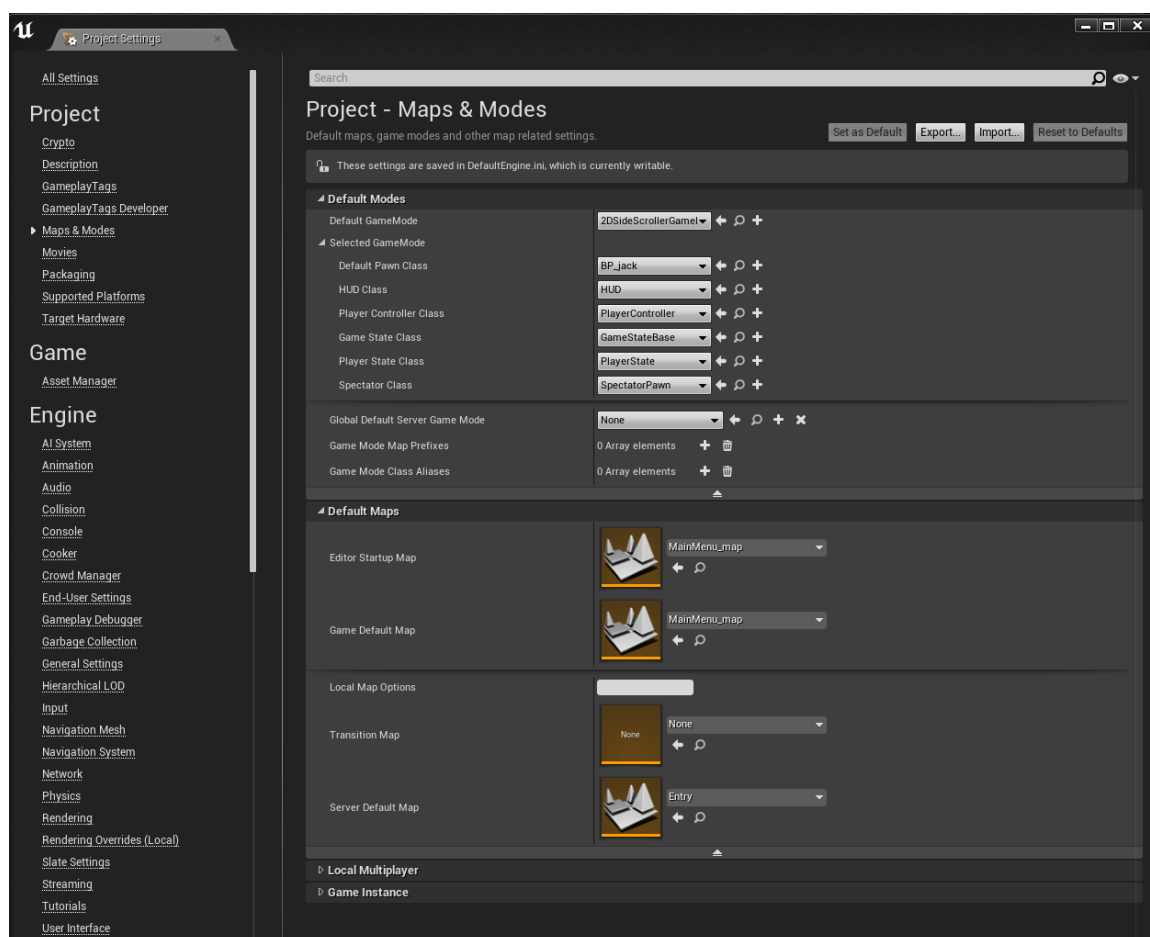 Project Settings
All Settings
Project
Crypto
Description
GameplayTags
GameplayTags Developer
Maps & Modes
Movies
Packaging
Supported Platforms
Target Hardware
Game
Asset Manager
Engine
AI System
Animation
Audio
Collision
Console
Cooker
Crowd Manager
End-User Settings
Gameplay Debugger
Garbage Collection
General Settings
Hierarchical LOD
Input
Navigation Mesh
Navigation System
Network
Physics
Rendering
Rendering Overrides (Local)
Slate Settings
Streaming
Tutorials
User Interface
Search
Project - Maps & Modes
Default maps, game modes and other map related settings.
Set as Default Export... Import... Reset to Defaults
These settings are saved in DefaultEngine.ini, which is currently writable.
Default Modes
Default GameMode 2DSideScrollerGameI
Selected GameMode
Default Pawn Class BP_jack
HUD Class HUD
Player Controller Class PlayerController
Game State Class GameStateBase
Player State Class PlayerState
Spectator Class SpectatorPawn
Global Default Server Game Mode None
Game Mode Map Prefixes 0 Array elements
Game Mode Class Aliases 0 Array elements
Default Maps
Editor Startup Map MainMenu_map
Game Default Map MainMenu_map
Local Map Options
Transition Map None None
Server Default Map Entry
Local Multiplayer
Game Instance